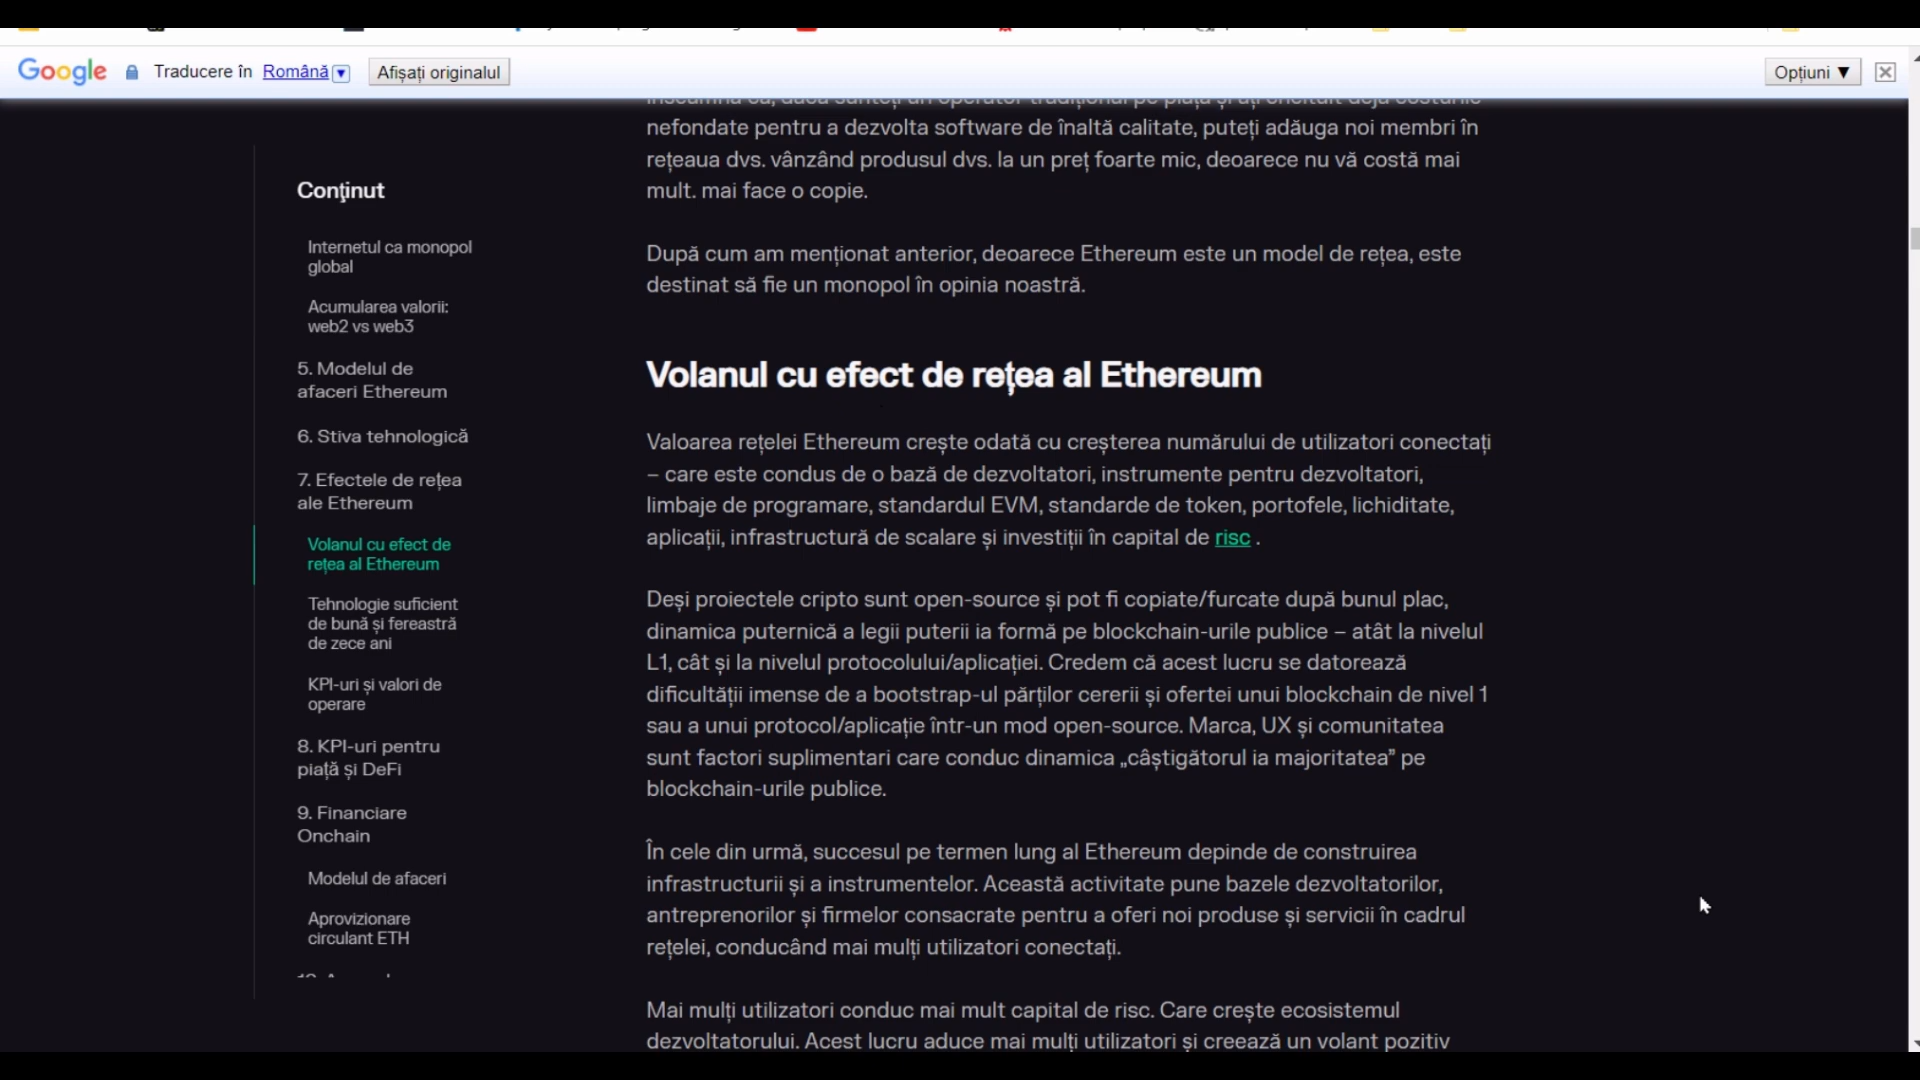 Google Traducere în Română Afișați originalul Opțiuni ▼
nefondate pentru a dezvolta software de înaltă calitate, puteți adăuga noi membri în
rețeaua dvs. vânzând produsul dvs. la un preț foarte mic, deoarece nu vă costă mai
mult. mai face o copie.
După cum am menționat anterior, deoarece Ethereum este un model de rețea, este
destinat să fie un monopol în opinia noastră.
Volanul cu efect de rețea al Ethereum
Valoarea rețelei Ethereum crește odată cu creșterea numărului de utilizatori conectați
– care este condus de o bază de dezvoltatori, instrumente pentru dezvoltatori,
limbaje de programare, standardul EVM, standarde de token, portofele, lichiditate,
aplicații, infrastructură de scalare și investiții în capital de risc .
Deși proiectele cripto sunt open-source și pot fi copiate/furcate după bunul plac,
dinamica puternică a legii puterii ia formă pe blockchain-urile publice – atât la nivelul
L1, cât și la nivelul protocolului/aplicației. Credem că acest lucru se datorează
dificultății imense de a bootstrap-ul părților cererii și ofertei unui blockchain de nivel 1
sau a unui protocol/aplicație într-un mod open-source. Marca, UX și comunitatea
sunt factori suplimentari care conduc dinamica „câștigătorul ia majoritatea” pe
blockchain-urile publice.
În cele din urmă, succesul pe termen lung al Ethereum depinde de construirea
infrastructurii și a instrumentelor. Această activitate pune bazele dezvoltatorilor,
antreprenorilor și firmelor consacrate pentru a oferi noi produse și servicii în cadrul
rețelei, conducând mai mulți utilizatori conectați.
Mai mulți utilizatori conduc mai mult capital de risc. Care crește ecosistemul
dezvoltatorului. Acest lucru aduce mai mulți utilizatori și creează un volant pozitiv
Conţinut
Internetul ca monopol
global
Acumularea valorii:
web2 vs web3
5. Modelul de
afaceri Ethereum
6. Stiva tehnologică
7. Efectele de rețea
ale Ethereum
Volanul cu efect de
rețea al Ethereum
Tehnologie suficient
de bună și fereastră
de zece ani
KPI-uri și valori de
operare
8. KPI-uri pentru
piață și DeFi
9. Financiare
Onchain
Modelul de afaceri
Aprovizionare
circulant ETH